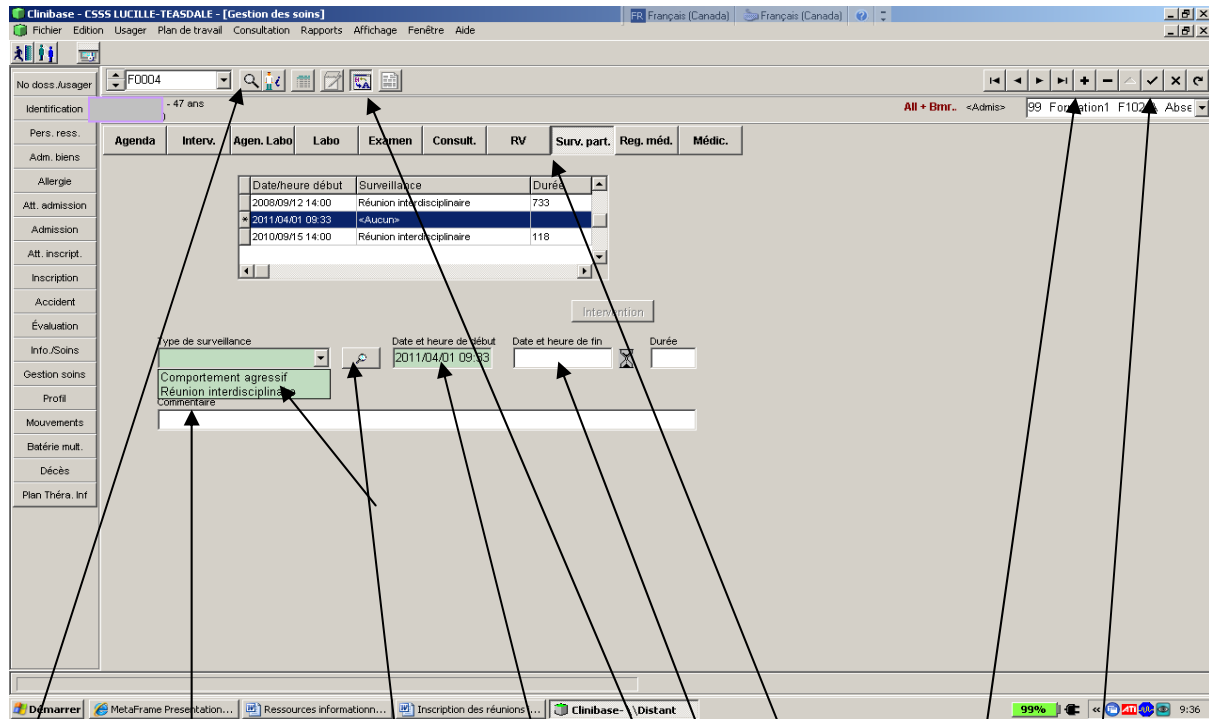 Clinibase - CSSS LUCILLE-TEASDALE - [Gestion des soins]
FR Français (Canada) Français (Canada)
Fichier Edition Usager Plan de travail Consultation Rapports Affichage Fenêtre Aide
No doss./usager
F0004
Identification
- 47 ans
All + Bmr.. <Admis> 99 Formation1 F102 A Abse
Pers. ress.
Adm. biens
Allergie
Att. admission
Admission
Att. inscript.
Inscription
Accident
Évaluation
Info./Soins
Gestion soins
Profil
Mouvements
Batérie mult.
Décès
Plan Théra. Inf
Agenda Interv. Agen. Labo Labo Examen Consult. RV Surv. part. Reg. méd. Médic.
Date/heure début Surveillance Durée
2008/09/12 14:00 Réunion interdisciplinaire 733
* 2011/04/01 09:33 <Aucun>
2010/09/15 14:00 Réunion interdisciplinaire 118
Intervention
Type de surveillance Date et heure de début Date et heure de fin Durée
2011/04/01 09:33
Comportement agressif
Réunion interdisciplinaire
Commentaire
Démarrer MetaFrame Presentation... Ressources informationn... Inscription des réunions ... Clinibase- \Distant 99% « ATI 9:36